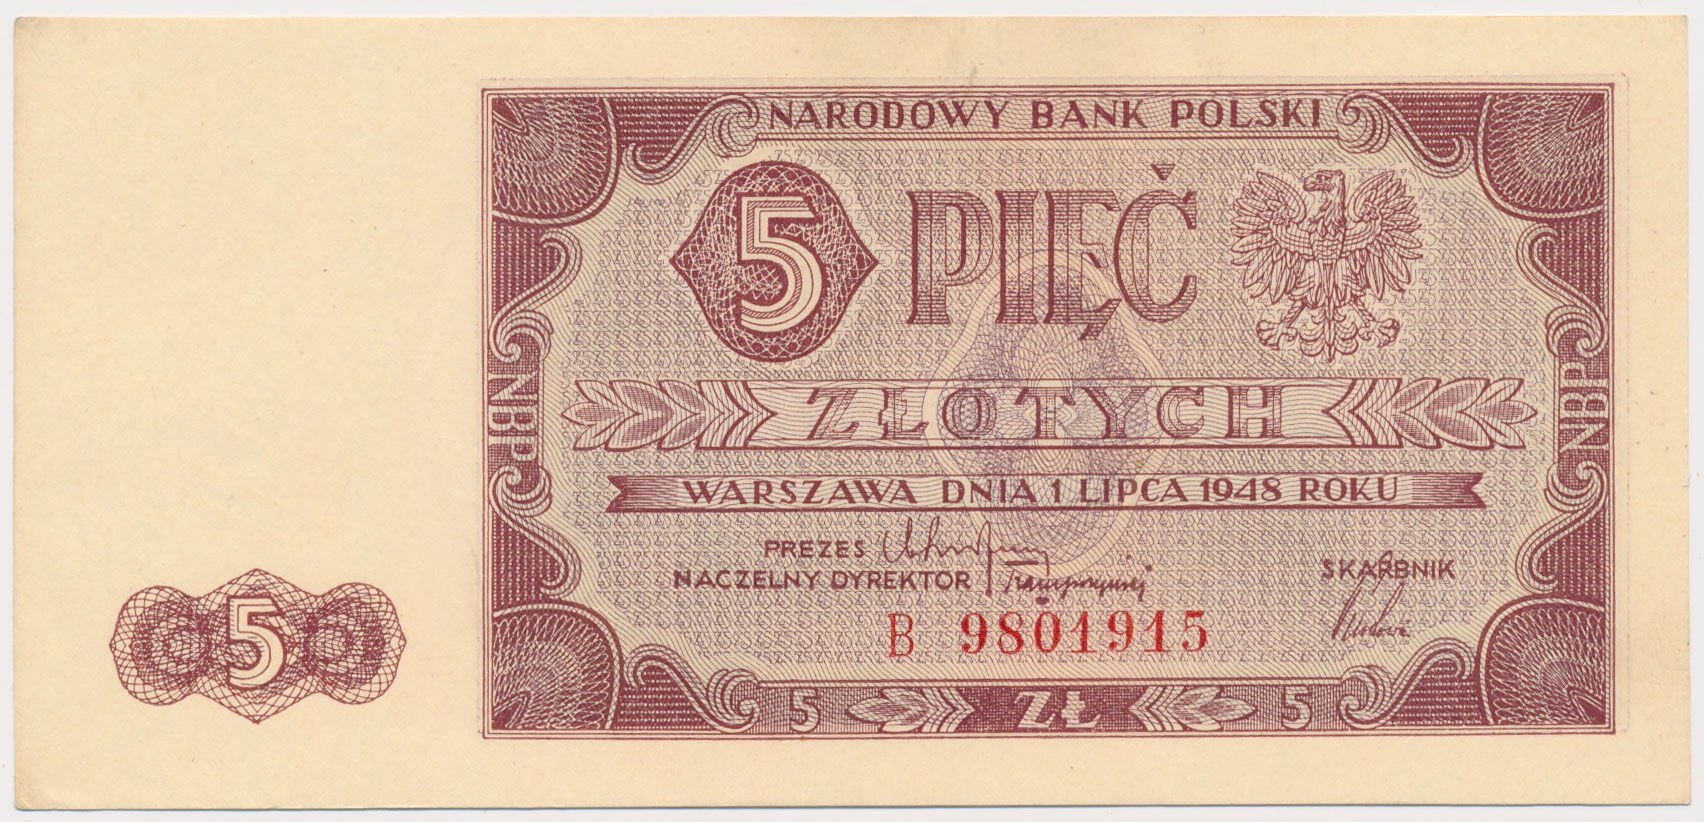 NARODOWY BANK POLSKI
5 PIĘĆ
ZŁOTYCH
WARSZAWA DNIA 1 LIPCA 1948 ROKU
PREZES
NACZELNY DYREKTOR
SKARBNIK
B 9801915
5 ZŁ 5
NBP
NBP
5